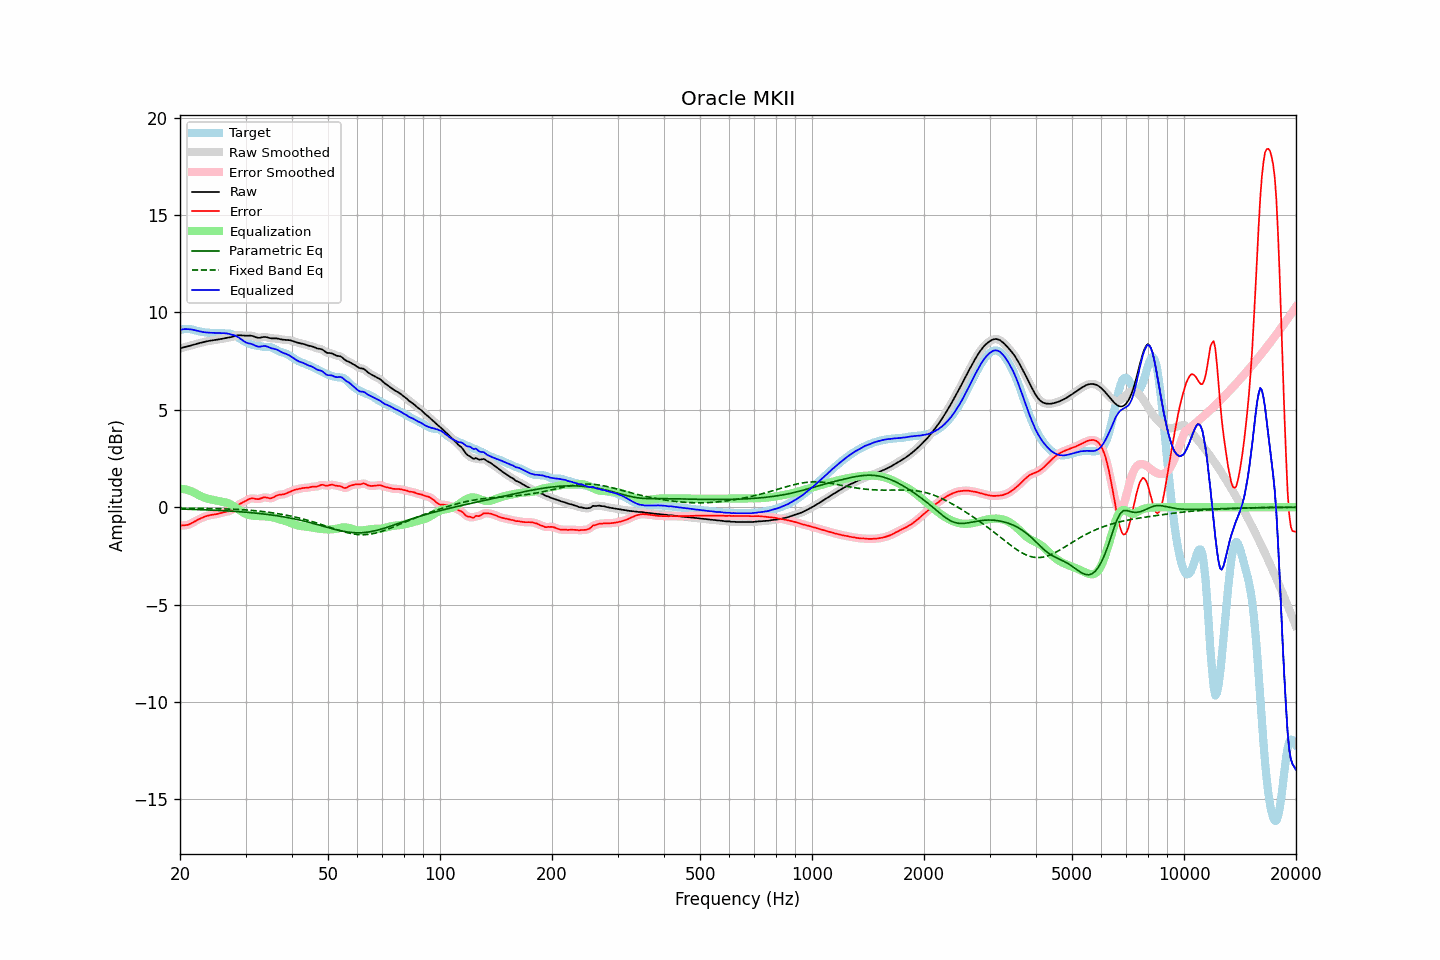 Oracle MKII
Amplitude (dBr)
20
15
10
5
0
−5
−10
−15
Target
Raw Smoothed
Error Smoothed
Raw
Error
Equalization
Parametric Eq
Fixed Band Eq
Equalized
20 50 100 200 500 1000 2000 5000 10000 20000
Frequency (Hz)